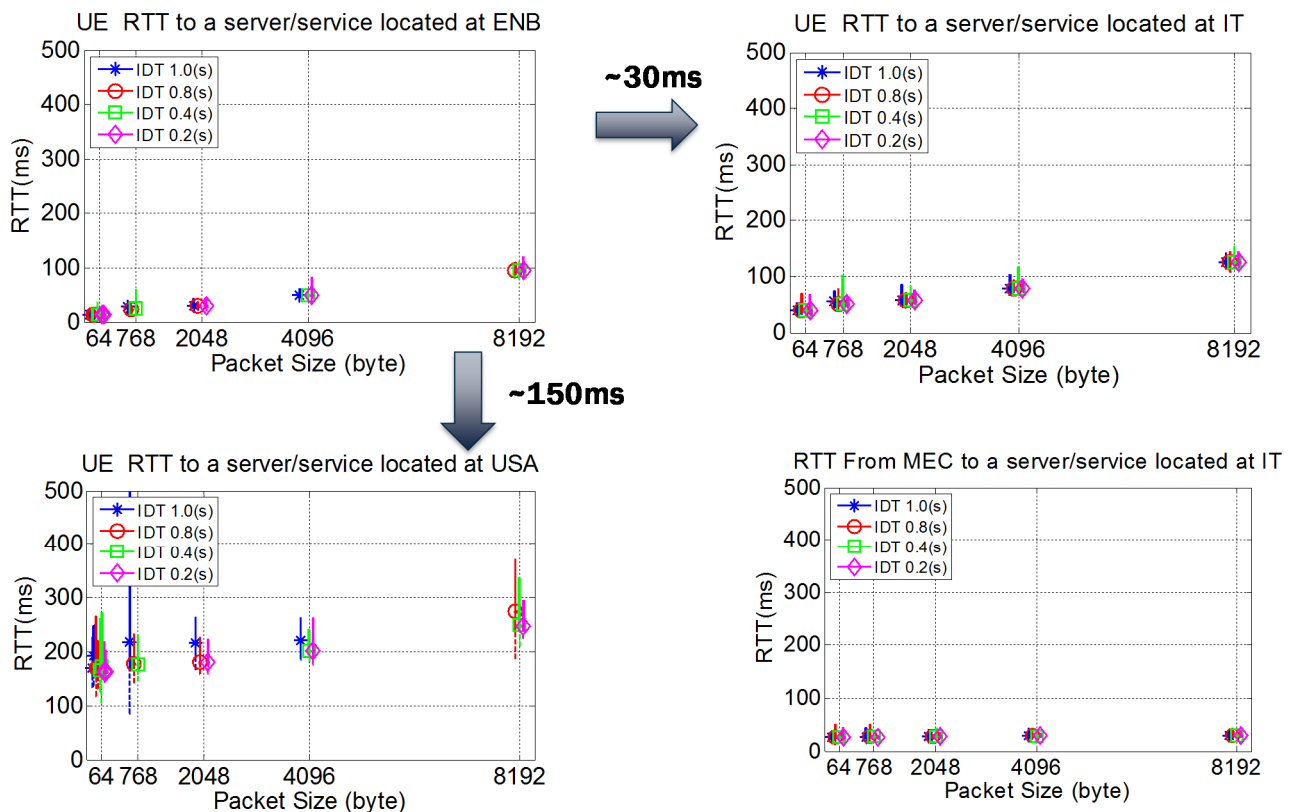 UE RTT to a server/service located at ENB
500
400
300
200
100
0
RTT(ms)
IDT 1.0(s)
IDT 0.8(s)
IDT 0.4(s)
IDT 0.2(s)
64 768 2048 4096 8192
Packet Size (byte)
~30ms
UE RTT to a server/service located at IT
500
400
300
200
100
0
RTT(ms)
IDT 1.0(s)
IDT 0.8(s)
IDT 0.4(s)
IDT 0.2(s)
64 768 2048 4096 8192
Packet Size (byte)
~150ms
UE RTT to a server/service located at USA
500
400
300
200
100
0
RTT(ms)
IDT 1.0(s)
IDT 0.8(s)
IDT 0.4(s)
IDT 0.2(s)
64 768 2048 4096 8192
Packet Size (byte)
RTT From MEC to a server/service located at IT
500
400
300
200
100
0
RTT(ms)
IDT 1.0(s)
IDT 0.8(s)
IDT 0.4(s)
IDT 0.2(s)
64 768 2048 4096 8192
Packet Size (byte)